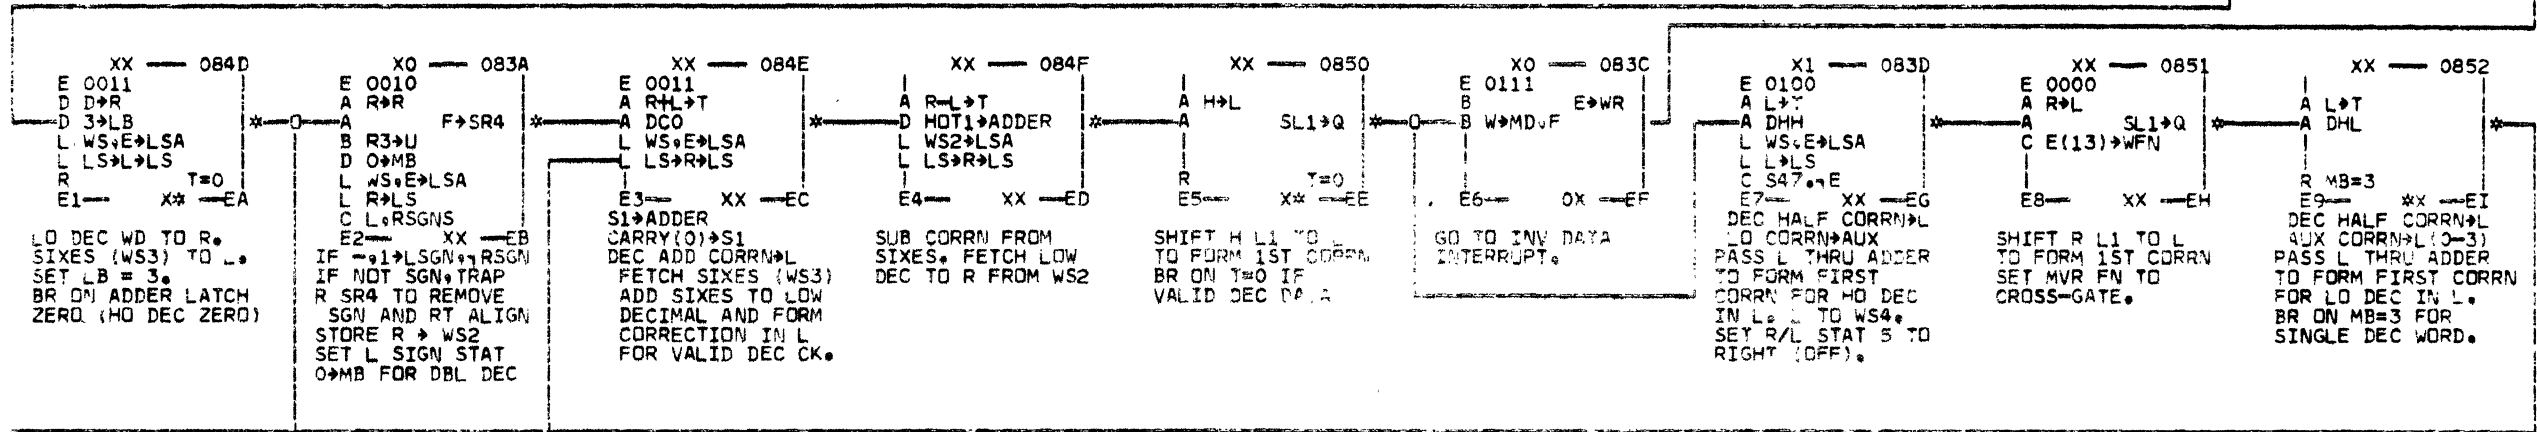 XX — 084D
E 0011
D D→R
D 3→LB
L WS,E→LSA
L LS→L→LS
R T=0
E1— X* —EA
LO DEC WD TO R.
SIXES (WS3) TO L.
SET LB = 3.
BR ON ADDER LATCH
ZERO (HO DEC ZERO)
X0 — 083A
E 0010
A R→R
A F→SR4
B R3→U
D 0→MB
L WS,E→LSA
L R→LS
C L,RSGNS
E2— XX —EB
IF -,1→LSGN,RSGN
IF NOT SGN,TRAP
R SR4 TO REMOVE
SGN AND RT ALIGN
STORE R → WS2
SET L SIGN STAT
0→MB FOR DBL DEC
XX — 084E
E 0011
A R+L→T
A DCO
L WS,E→LSA
L LS→R→LS
E3— XX —EC
S1→ADDER
CARRY(0)→S1
DEC ADD CORRN→L
FETCH SIXES (WS3)
ADD SIXES TO LOW
DECIMAL AND FORM
CORRECTION IN L
FOR VALID DEC CK.
XX — 084F
A R-L→T
D HOT1→ADDER
L WS2→LSA
L LS→R→LS
E4— XX —ED
SUB CORRN FROM
SIXES. FETCH LOW
DEC TO R FROM WS2
XX — 0850
A H→L
A SL1→Q
R T=0
E5— X* —EE
SHIFT H L1 TO L
TO FORM 1ST CORRN
BR ON T=0 IF
VALID DEC DATA
X0 — 083C
E 0111
B E→WR
B W→MD,F
E6— 0X —EF
GO TO INV DATA
INTERRUPT.
X1 — 083D
E 0100
A L→T
A DHH
L WS,E→LSA
L L→LS
C S47.¬E
E7— XX —EG
DEC HALF CORRN→L
LO CORRN→AUX
PASS L THRU ADDER
TO FORM FIRST
CORRN FOR HO DEC
IN L. L TO WS4.
SET R/L STAT 5 TO
RIGHT (OFF).
XX — 0851
E 0000
A R→L
A SL1→Q
C E(13)→WFN
E8— XX —EH
SHIFT R L1 TO L
TO FORM 1ST CORRN
SET MVR FN TO
CROSS-GATE.
XX — 0852
A L→T
A DHL
R MB=3
E9— *X —EI
DEC HALF CORRN→L
AUX CORRN→L(0-3)
PASS L THRU ADDER
TO FORM FIRST CORRN
FOR LO DEC IN L.
BR ON MB=3 FOR
SINGLE DEC WORD.